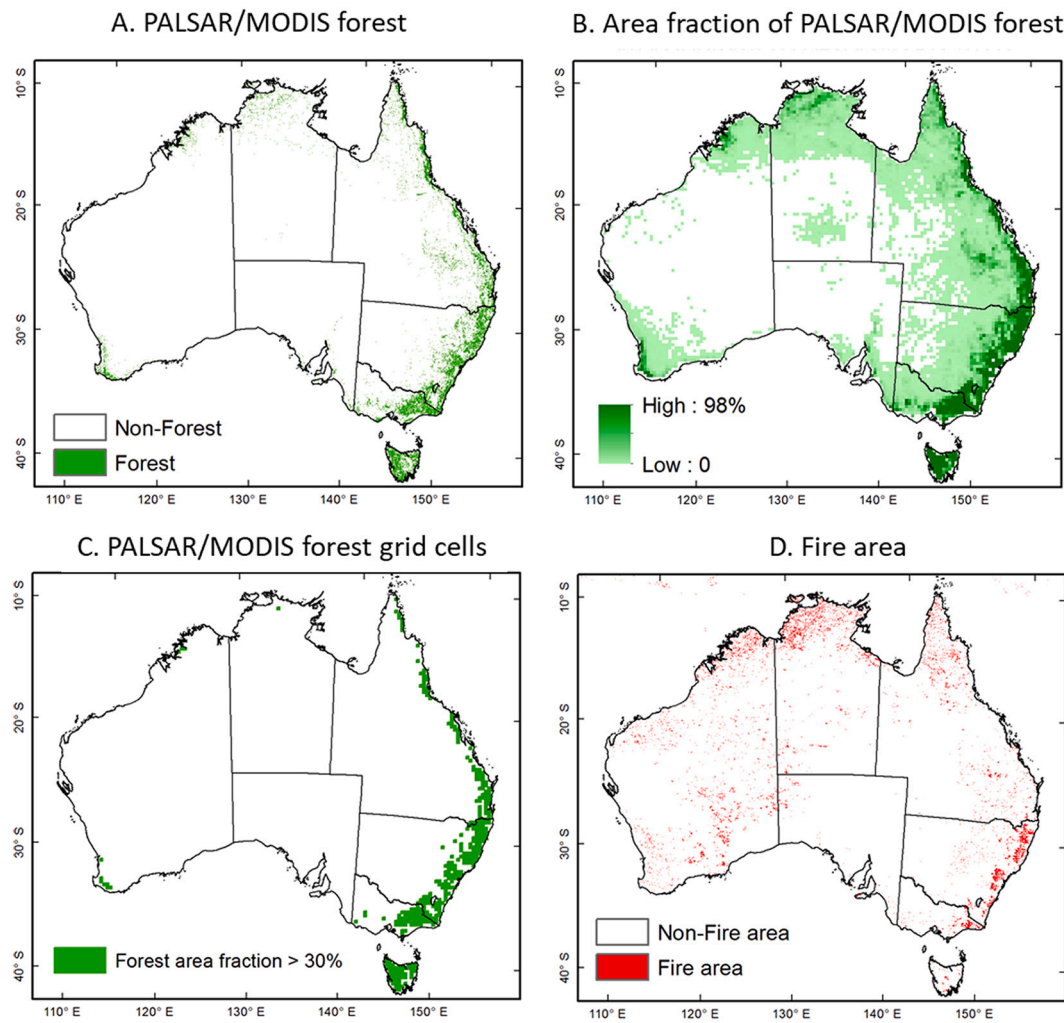 A. PALSAR/MODIS forest
10° S
20° S
30° S
40° S
Non-Forest
Forest
110° E 120° E 130° E 140° E 150° E
B. Area fraction of PALSAR/MODIS forest
10° S
20° S
30° S
40° S
High : 98%
Low : 0
110° E 120° E 130° E 140° E 150° E
C. PALSAR/MODIS forest grid cells
10° S
20° S
30° S
40° S
Forest area fraction > 30%
110° E 120° E 130° E 140° E 150° E
D. Fire area
10° S
20° S
30° S
40° S
Non-Fire area
Fire area
110° E 120° E 130° E 140° E 150° E